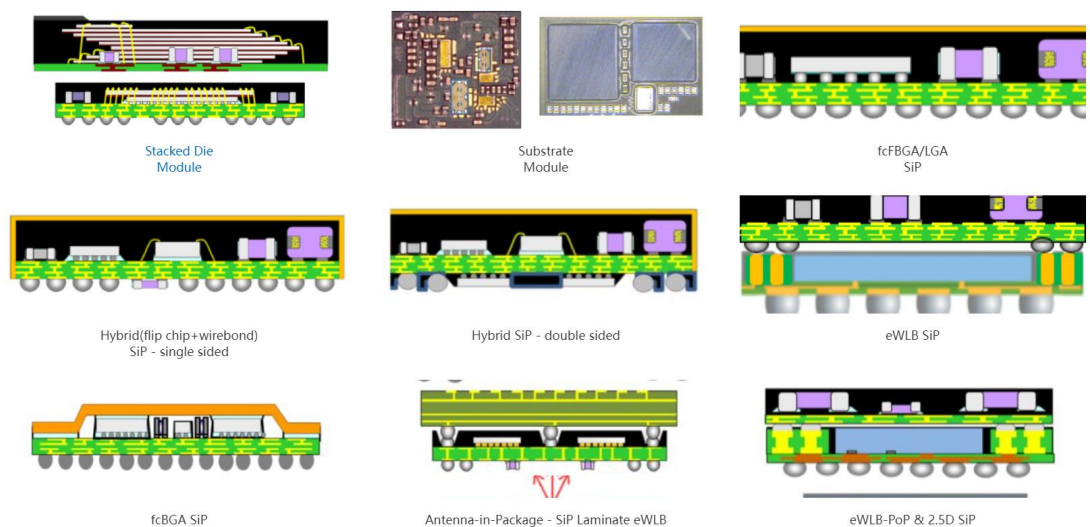 Stacked Die
Module
Substrate
Module
fcFBGA/LGA
SiP
Hybrid(flip chip+wirebond)
SiP - single sided
Hybrid SiP - double sided
eWLB SiP
fcBGA SiP
Antenna-in-Package - SiP Laminate eWLB
eWLB-PoP & 2.5D SiP